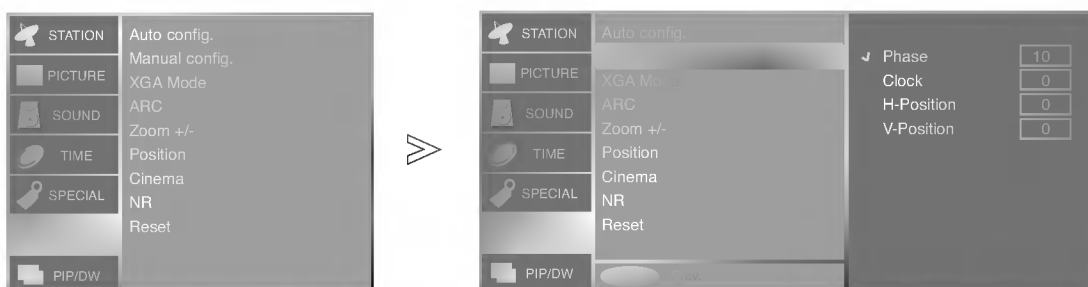 STATION
PICTURE
SOUND
TIME
SPECIAL
PIP/DW
Auto config.
Manual config.
XGA Mode
ARC
Zoom +/-
Position
Cinema
NR
Reset
STATION
PICTURE
SOUND
TIME
SPECIAL
PIP/DW
Auto config.
XGA Mode
ARC
Zoom +/-
Position
Cinema
NR
Reset
Prev.
Phase 10
Clock 0
H-Position 0
V-Position 0